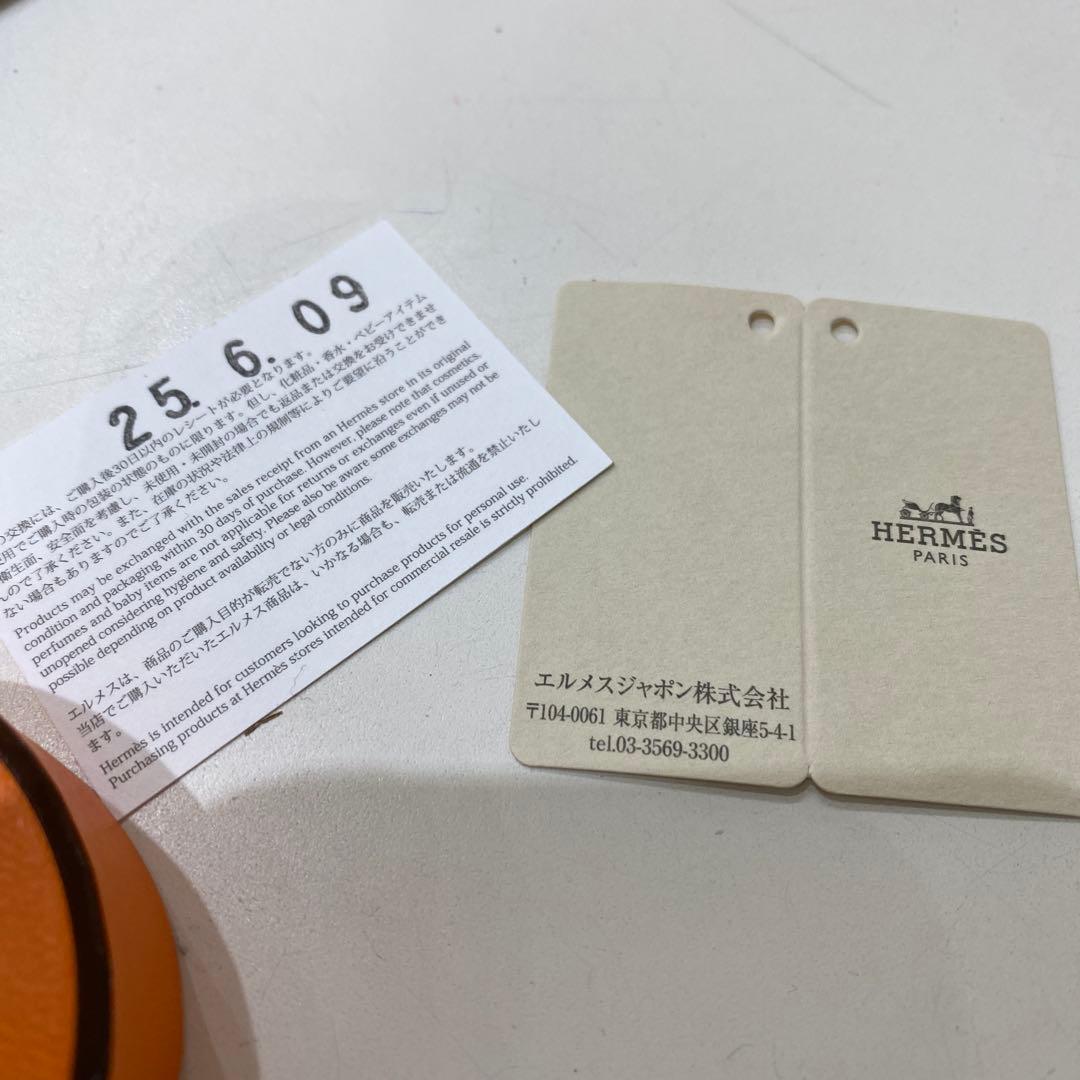 25. 6. 09
交換には、ご購入後30日以内のレシートが必要となります。
用でご購入時の包装の状態のものに限ります。但し、化粧品・香水・ベビーアイテム
衛生面、安全面を考慮し、未使用・未開封の場合でも返品または交換をお受けできませ
んので了承ください。また、在庫の状況や法律上の規制等によりご要望に沿うことができ
ない場合もありますのでご了承ください。
Products may be exchanged with the sales receipt from an Hermès store in its original
condition and packaging within 30 days of purchase. However, please note that cosmetics,
perfumes and baby items are not applicable for returns or exchanges even if unused or
unopened considering hygiene and safety. Please also be aware some exchanges may not be
possible depending on product availability or legal conditions.
エルメスは、商品のご購入目的が転売でない方のみに商品を販売いたします。
当店でご購入いただいたエルメス商品は、いかなる場合も、転売または流通を禁止いたし
ます。
Hermès is intended for customers looking to purchase products for personal use.
Purchasing products at Hermès stores intended for commercial resale is strictly prohibited.
エルメスジャポン株式会社
〒104-0061 東京都中央区銀座5-4-1
tel.03-3569-3300
HERMÈS
PARIS